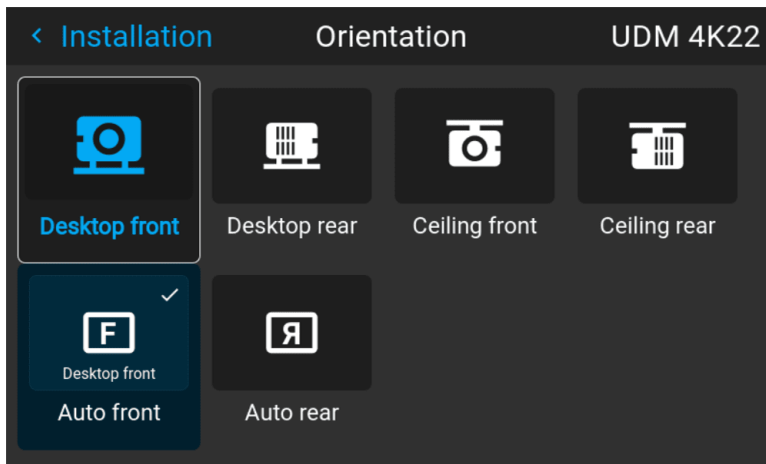 Installation Orientation UDM 4K22
Desktop front Desktop rear Ceiling front Ceiling rear
F Я
Desktop front
Auto front Auto rear